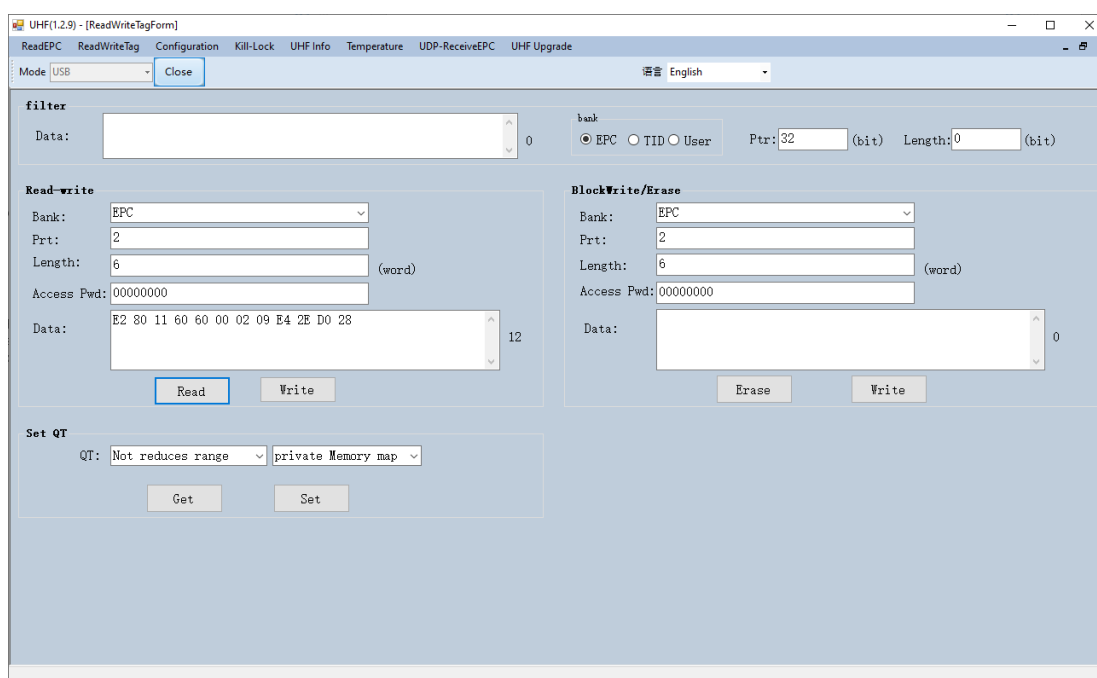 UHF(1.2.9) - [ReadWriteTagForm]
ReadEPC ReadWriteTag Configuration Kill-Lock UHF Info Temperature UDP-ReceiveEPC UHF Upgrade
Mode USB Close 语言 English
filter
Data: 0
bank
EPC TID User Ptr: 32 (bit) Length: 0 (bit)
Read-write
Bank: EPC
Prt: 2
Length: 6 (word)
Access Pwd: 00000000
Data: E2 80 11 60 60 00 02 09 E4 2E D0 28 12
Read Write
BlockWrite/Erase
Bank: EPC
Prt: 2
Length: 6 (word)
Access Pwd: 00000000
Data: 0
Erase Write
Set QT
QT: Not reduces range private Memory map
Get Set